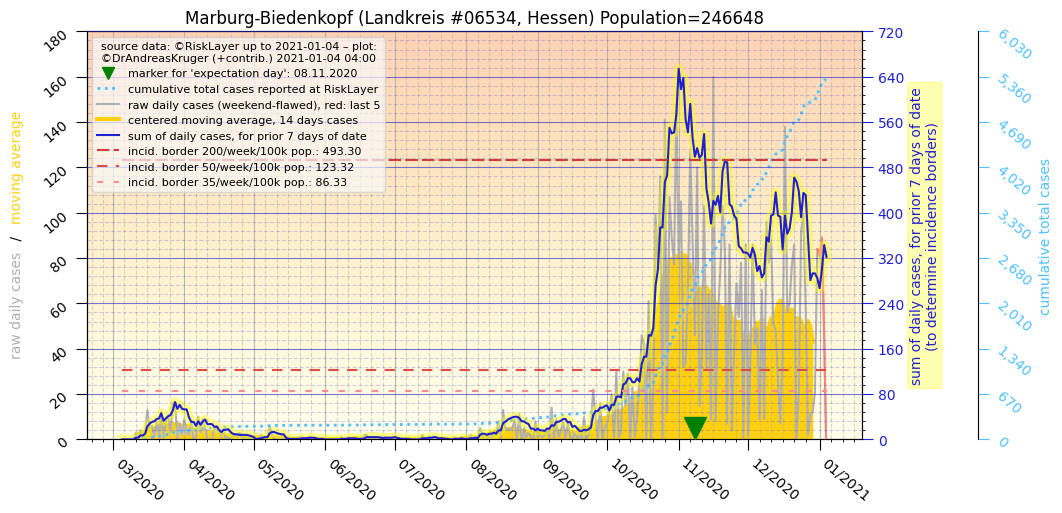 Marburg-Biedenkopf (Landkreis #06534, Hessen) Population=246648
source data: ©RiskLayer up to 2021-01-04 – plot:
©DrAndreasKruger (+contrib.) 2021-01-04 04:00
marker for 'expectation day': 08.11.2020
cumulative total cases reported at RiskLayer
raw daily cases (weekend-flawed), red: last 5
centered moving average, 14 days cases
sum of daily cases, for prior 7 days of date
incid. border 200/week/100k pop.: 493.30
incid. border 50/week/100k pop.: 123.32
incid. border 35/week/100k pop.: 86.33
raw daily cases / moving average
180
160
140
120
100
80
60
40
20
0
03/2020
04/2020
05/2020
06/2020
07/2020
08/2020
09/2020
10/2020
11/2020
12/2020
01/2021
720
640
560
480
400
320
240
160
80
0
sum of daily cases, for prior 7 days of date
(to determine incidence borders)
6,030
5,360
4,690
4,020
3,350
2,680
2,010
1,340
670
0
cumulative total cases